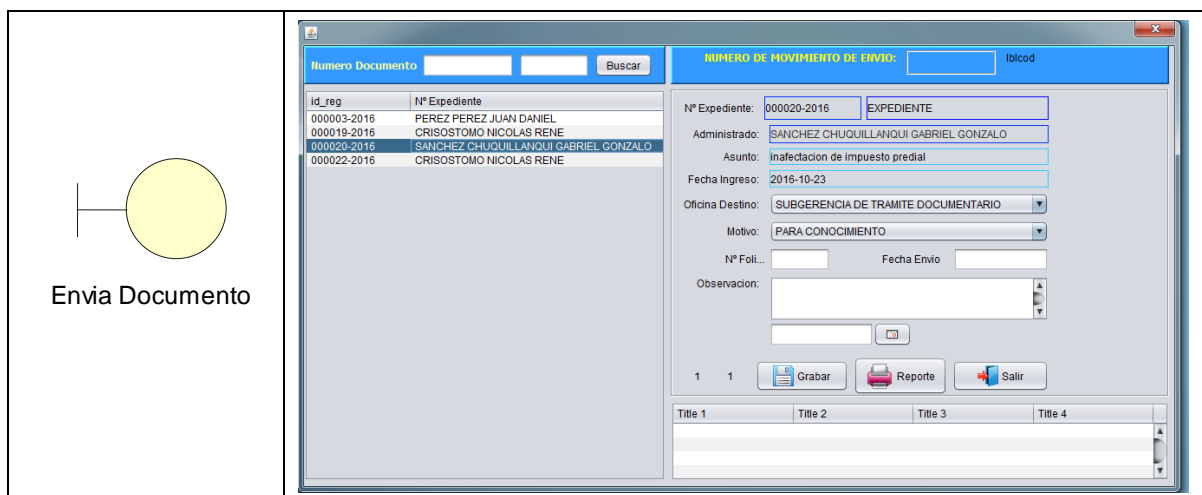 Envia Documento
Numero Documento Buscar
id_reg Nº Expediente
000003-2016 PEREZ PEREZ JUAN DANIEL
000019-2016 CRISOSTOMO NICOLAS RENE
000020-2016 SANCHEZ CHUQUILLANQUI GABRIEL GONZALO
000022-2016 CRISOSTOMO NICOLAS RENE
NUMERO DE MOVIMIENTO DE ENVIO: lblcod
Nº Expediente: 000020-2016 EXPEDIENTE
Administrado: SANCHEZ CHUQUILLANQUI GABRIEL GONZALO
Asunto: inafectacion de impuesto predial
Fecha Ingreso: 2016-10-23
Oficina Destino: SUBGERENCIA DE TRAMITE DOCUMENTARIO
Motivo: PARA CONOCIMIENTO
Nº Foli... Fecha Envio
Observacion:
1 1 Grabar Reporte Salir
Title 1 Title 2 Title 3 Title 4